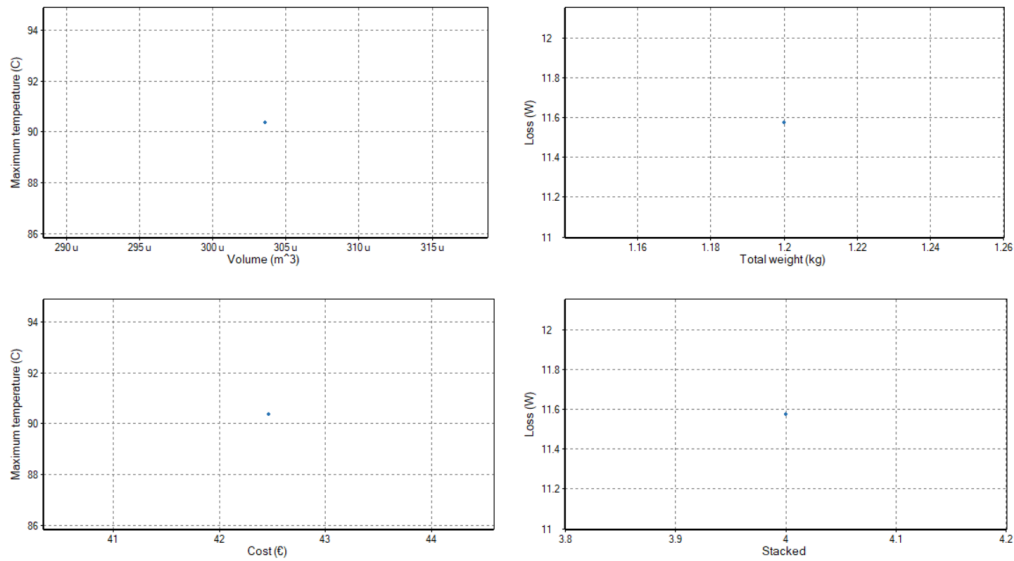 94
92
90
88
86
Maximum temperature (C)
290 u 295 u 300 u 305 u 310 u 315 u
Volume (m^3)
12
11.8
11.6
11.4
11.2
11
Loss (W)
1.16 1.18 1.2 1.22 1.24 1.26
Total weight (kg)
94
92
90
88
86
Maximum temperature (C)
41 42 43 44
Cost (€)
12
11.8
11.6
11.4
11.2
11
Loss (W)
3.8 3.9 4 4.1 4.2
Stacked